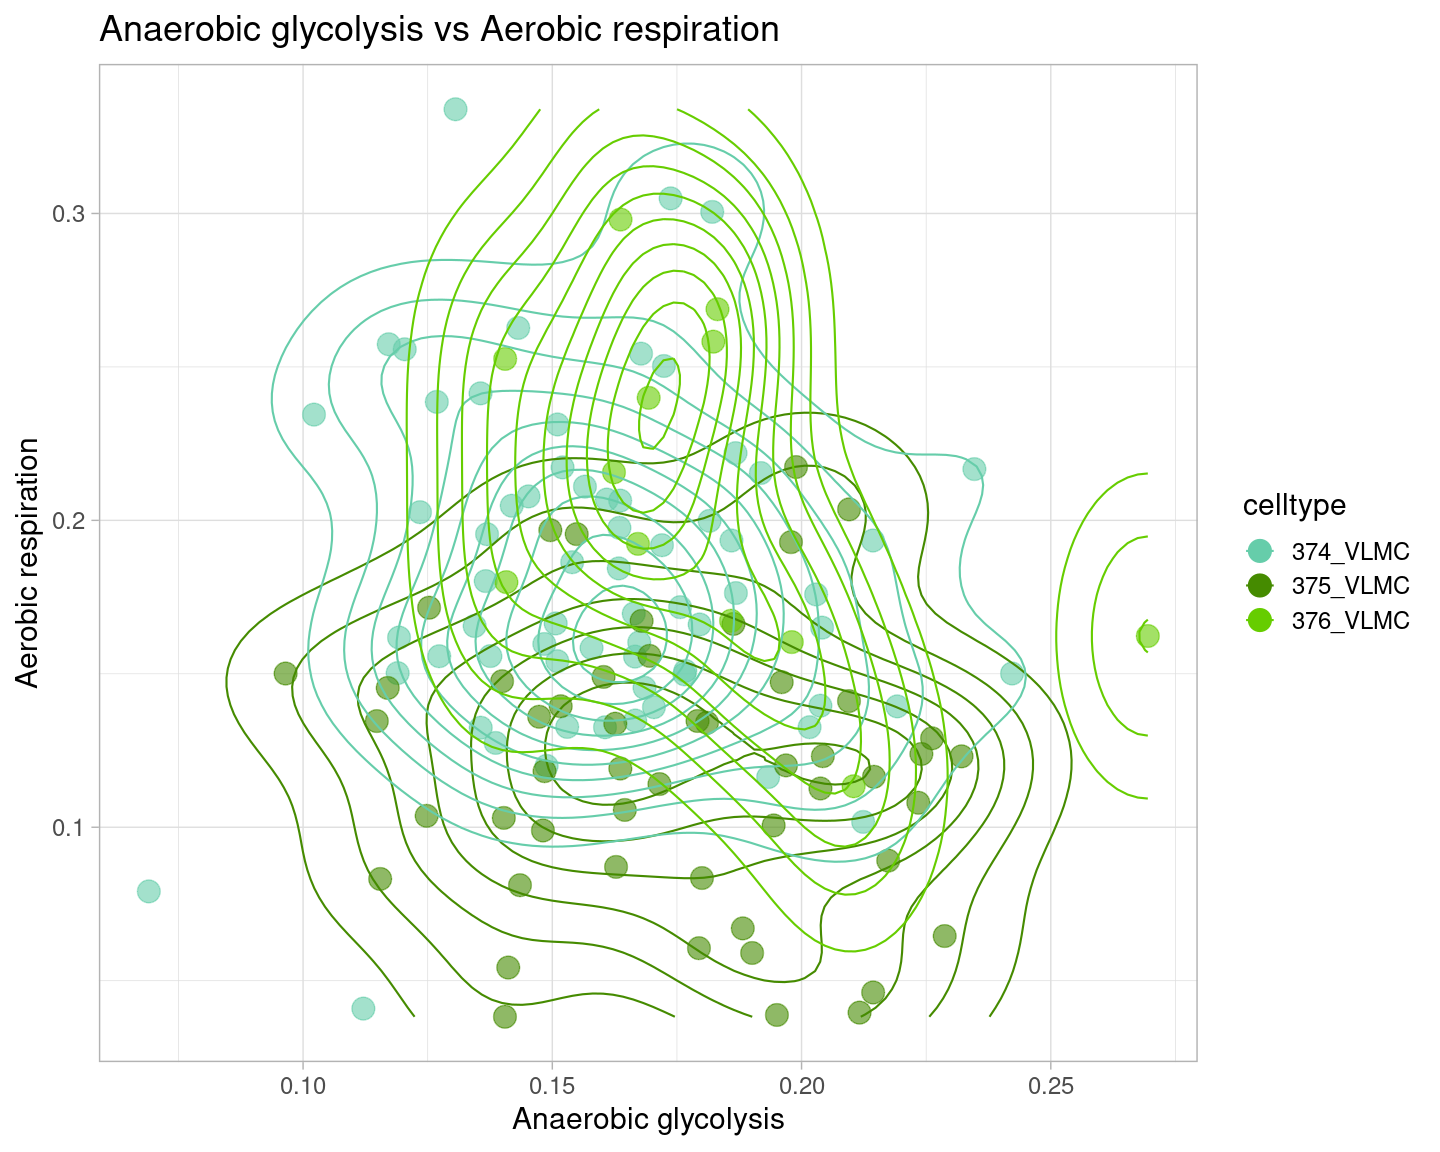 Anaerobic glycolysis vs Aerobic respiration
Aerobic respiration
0.3
0.2
0.1
0.10
0.15
0.20
0.25
Anaerobic glycolysis
celltype
374_VLMC
375_VLMC
376_VLMC